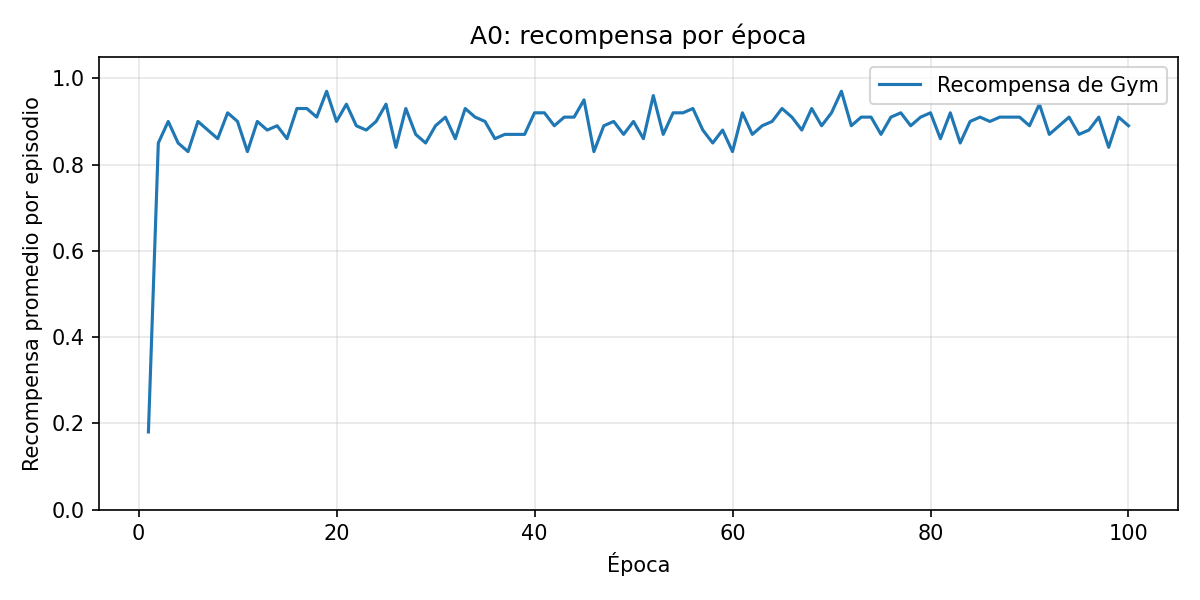 A0: recompensa por época
Recompensa de Gym
Recompensa promedio por episodio
1.0
0.8
0.6
0.4
0.2
0.0
0 20 40 60 80 100
Época